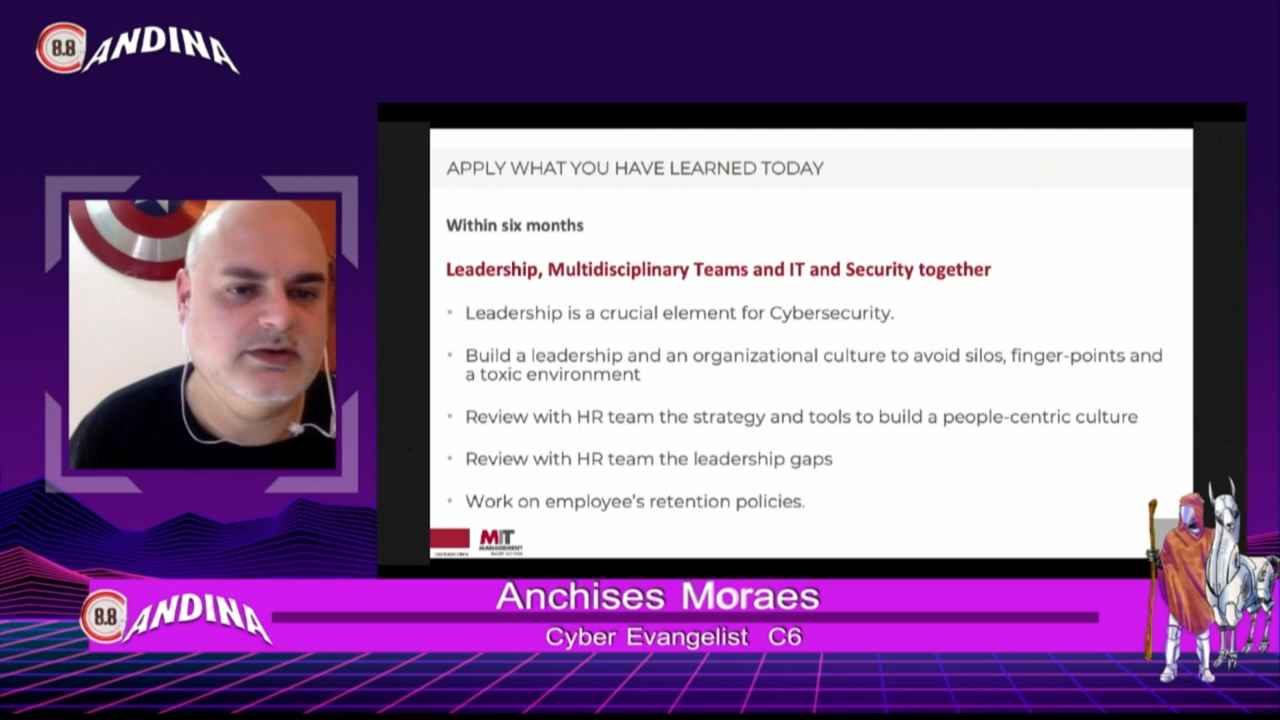 8.8 ANDINA
APPLY WHAT YOU HAVE LEARNED TODAY
Within six months
Leadership, Multidisciplinary Teams and IT and Security together
• Leadership is a crucial element for Cybersecurity.
• Build a leadership and an organizational culture to avoid silos, finger-points and
a toxic environment
• Review with HR team the strategy and tools to build a people-centric culture
• Review with HR team the leadership gaps
• Work on employee's retention policies.
MIT
MANAGEMENT
Anchises Moraes
8.8 ANDINA
Cyber Evangelist C6